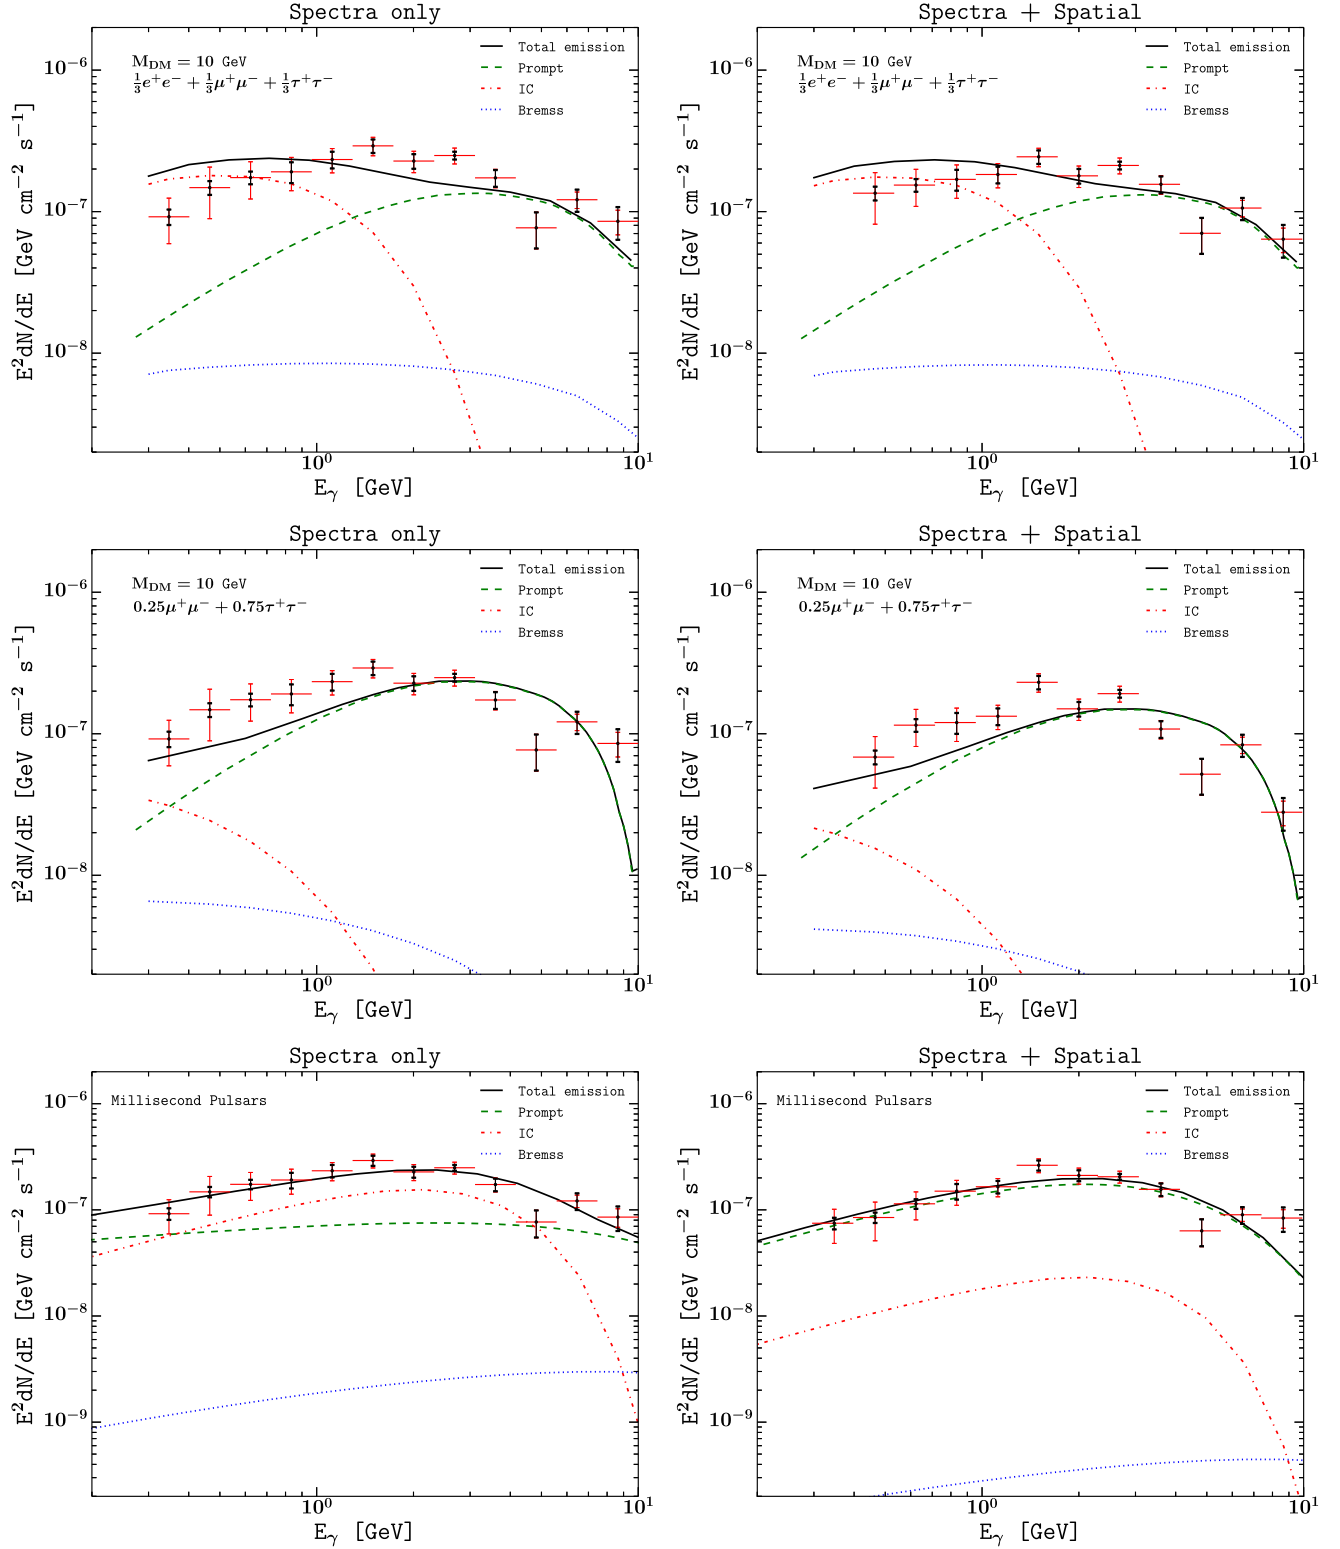 Spectra only
M_DM = 10 GeV
1/3 e⁺e⁻ + 1/3 μ⁺μ⁻ + 1/3 τ⁺τ⁻
Total emission
Prompt
IC
Bremss
10⁻⁶
10⁻⁷
10⁻⁸
E²dN/dE [GeV cm⁻² s⁻¹]
10⁰ 10¹
E_γ [GeV]
Spectra + Spatial
M_DM = 10 GeV
1/3 e⁺e⁻ + 1/3 μ⁺μ⁻ + 1/3 τ⁺τ⁻
Total emission
Prompt
IC
Bremss
10⁻⁶
10⁻⁷
10⁻⁸
E²dN/dE [GeV cm⁻² s⁻¹]
10⁰ 10¹
E_γ [GeV]
Spectra only
M_DM = 10 GeV
0.25μ⁺μ⁻ + 0.75τ⁺τ⁻
Total emission
Prompt
IC
Bremss
10⁻⁶
10⁻⁷
10⁻⁸
E²dN/dE [GeV cm⁻² s⁻¹]
10⁰ 10¹
E_γ [GeV]
Spectra + Spatial
M_DM = 10 GeV
0.25μ⁺μ⁻ + 0.75τ⁺τ⁻
Total emission
Prompt
IC
Bremss
10⁻⁶
10⁻⁷
10⁻⁸
E²dN/dE [GeV cm⁻² s⁻¹]
10⁰ 10¹
E_γ [GeV]
Spectra only
Millisecond Pulsars
Total emission
Prompt
IC
Bremss
10⁻⁶
10⁻⁷
10⁻⁸
10⁻⁹
E²dN/dE [GeV cm⁻² s⁻¹]
10⁰ 10¹
E_γ [GeV]
Spectra + Spatial
Millisecond Pulsars
Total emission
Prompt
IC
Bremss
10⁻⁶
10⁻⁷
10⁻⁸
10⁻⁹
E²dN/dE [GeV cm⁻² s⁻¹]
10⁰ 10¹
E_γ [GeV]